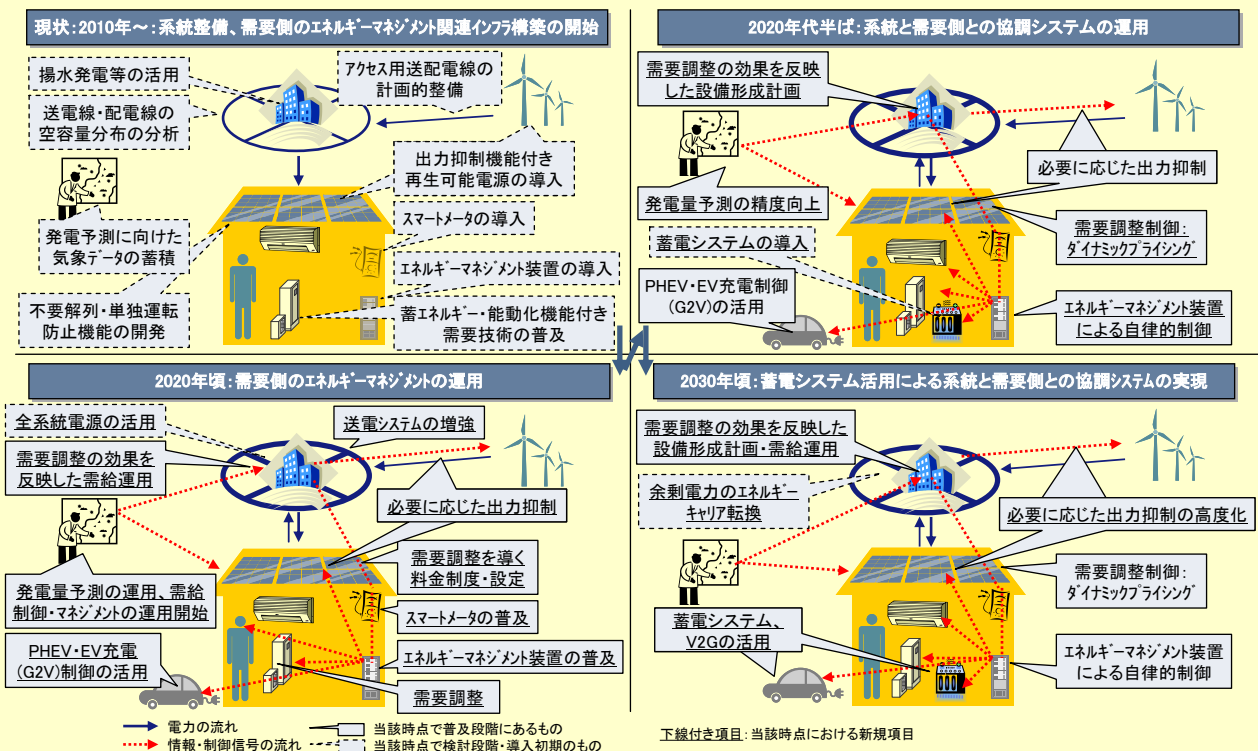 現状:2010年~:系統整備、需要側のエネルギーマネジメント関連インフラ構築の開始
揚水発電等の活用
アクセス用送配電線の
計画的整備
送電線・配電線の
空容量分布の分析
出力抑制機能付き
再生可能電源の導入
スマートメータの導入
発電予測に向けた
気象データの蓄積
エネルギーマネジメント装置の導入
不要解列・単独運転
防止機能の開発
蓄エネルギー・能動化機能付き
需要技術の普及
2020年代半ば:系統と需要側との協調システムの運用
需要調整の効果を反映
した設備形成計画
必要に応じた出力抑制
発電量予測の精度向上
需要調整制御:
ダイナミックプライシング
蓄電システムの導入
PHEV・EV充電制御
(G2V)の活用
エネルギーマネジメント装置
による自律的制御
2020年頃:需要側のエネルギーマネジメントの運用
全系統電源の活用
送電システムの増強
需要調整の効果を
反映した需給運用
必要に応じた出力抑制
需要調整を導く
料金制度・設定
発電量予測の運用、需給
制御・マネジメントの運用開始
スマートメータの普及
PHEV・EV充電
(G2V)制御の活用
エネルギーマネジメント装置の普及
需要調整
2030年頃:蓄電システム活用による系統と需要側との協調システムの実現
需要調整の効果を反映した
設備形成計画・需給運用
余剰電力のエネルギー
キャリア転換
必要に応じた出力抑制の高度化
需要調整制御:
ダイナミックプライシング
蓄電システム、
V2Gの活用
エネルギーマネジメント装置
による自律的制御
電力の流れ
当該時点で普及段階にあるもの
情報・制御信号の流れ
当該時点で検討段階・導入初期のもの
下線付き項目:当該時点における新規項目